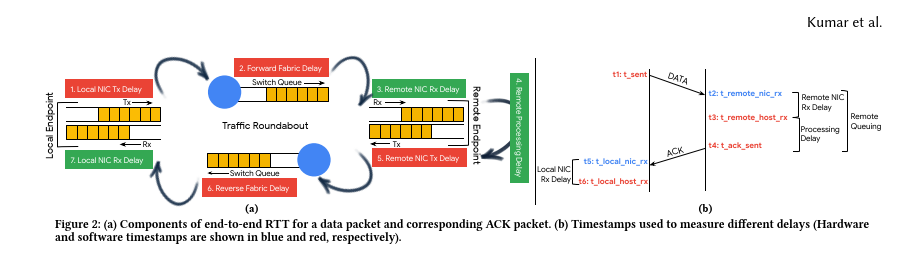 Kumar et al.
1. Local NIC Tx Delay
Tx
Rx
7. Local NIC Rx Delay
Local Endpoint
2. Forward Fabric Delay
Switch Queue
Traffic Roundabout
Switch Queue
6. Reverse Fabric Delay
3. Remote NIC Rx Delay
Rx
Tx
5. Remote NIC Tx Delay
Remote Endpoint
4. Remote Processing Delay
(a)
t1: t_sent
DATA
t2: t_remote_nic_rx
t3: t_remote_host_rx
t4: t_ack_sent
ACK
t5: t_local_nic_rx
t6: t_local_host_rx
Local NIC
Rx Delay
Remote NIC
Rx Delay
Processing
Delay
Remote
Queuing
(b)
Figure 2: (a) Components of end-to-end RTT for a data packet and corresponding ACK packet. (b) Timestamps used to measure different delays (Hardware
and software timestamps are shown in blue and red, respectively).